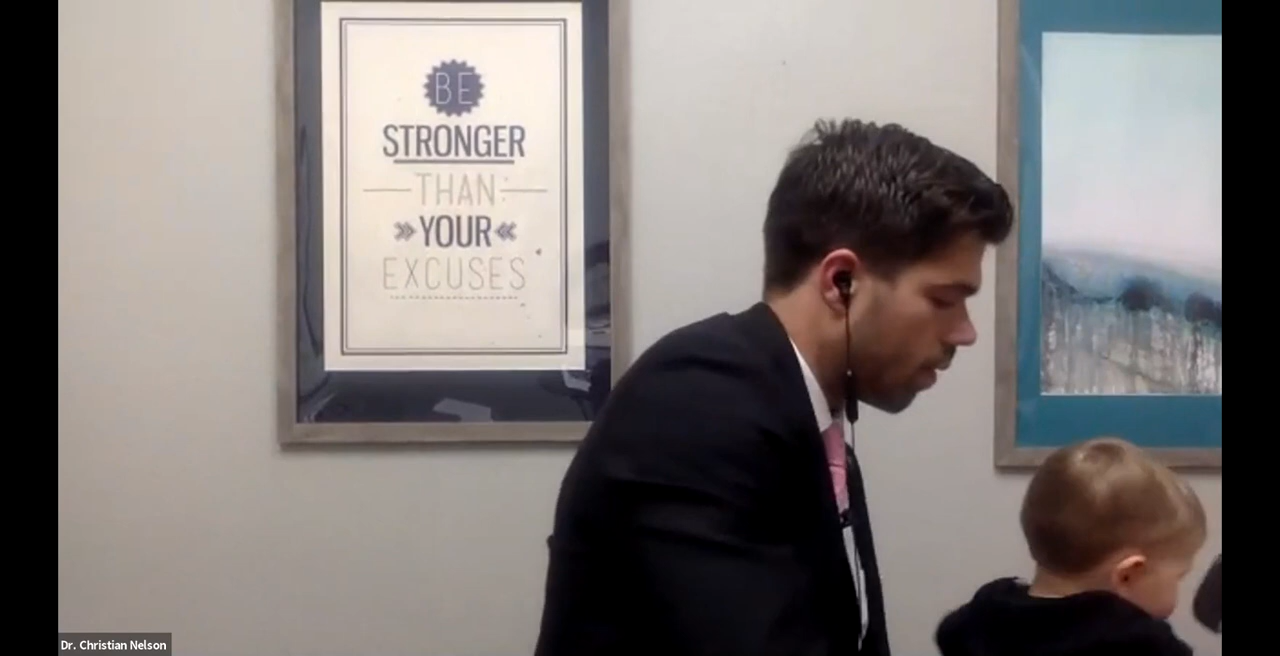 BE
STRONGER
THAN
YOUR
EXCUSES
Dr. Christian Nelson